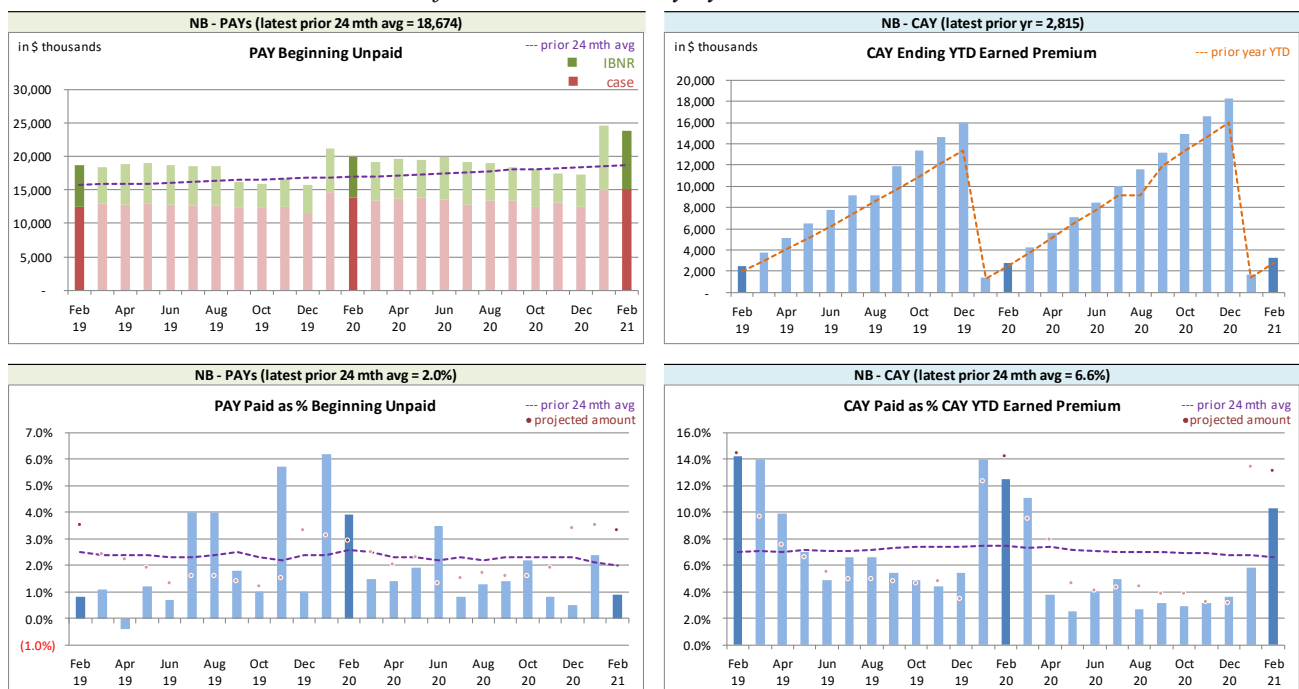 NB - PAYs (latest prior 24 mth avg = 18,674)
in $ thousands
PAY Beginning Unpaid
--- prior 24 mth avg
IBNR
case
30,000
25,000
20,000
15,000
10,000
5,000
-
Feb 19
Apr 19
Jun 19
Aug 19
Oct 19
Dec 19
Feb 20
Apr 20
Jun 20
Aug 20
Oct 20
Dec 20
Feb 21
NB - CAY (latest prior yr = 2,815)
in $ thousands
CAY Ending YTD Earned Premium
--- prior year YTD
20,000
18,000
16,000
14,000
12,000
10,000
8,000
6,000
4,000
2,000
-
Feb 19
Apr 19
Jun 19
Aug 19
Oct 19
Dec 19
Feb 20
Apr 20
Jun 20
Aug 20
Oct 20
Dec 20
Feb 21
NB - PAYs (latest prior 24 mth avg = 2.0%)
PAY Paid as % Beginning Unpaid
--- prior 24 mth avg
• projected amount
7.0%
6.0%
5.0%
4.0%
3.0%
2.0%
1.0%
0.0%
(1.0%)
Feb 19
Apr 19
Jun 19
Aug 19
Oct 19
Dec 19
Feb 20
Apr 20
Jun 20
Aug 20
Oct 20
Dec 20
Feb 21
NB - CAY (latest prior 24 mth avg = 6.6%)
CAY Paid as % CAY YTD Earned Premium
--- prior 24 mth avg
• projected amount
16.0%
14.0%
12.0%
10.0%
8.0%
6.0%
4.0%
2.0%
0.0%
Feb 19
Apr 19
Jun 19
Aug 19
Oct 19
Dec 19
Feb 20
Apr 20
Jun 20
Aug 20
Oct 20
Dec 20
Feb 21